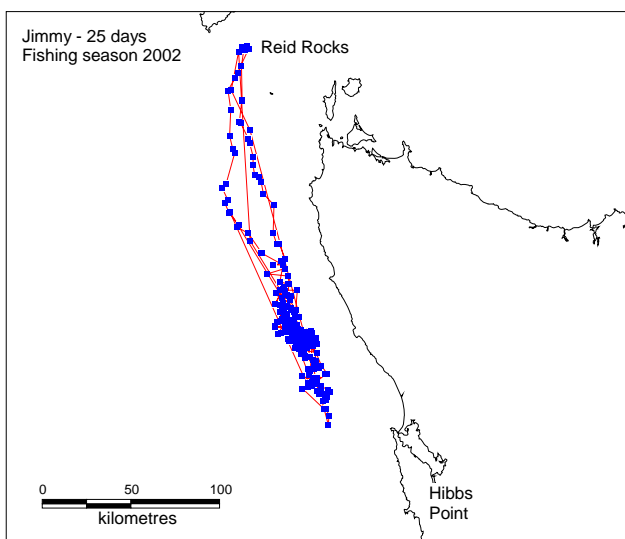 Jimmy - 25 days
Fishing season 2002
Reid Rocks
0 50 100
kilometres
Hibbs
Point